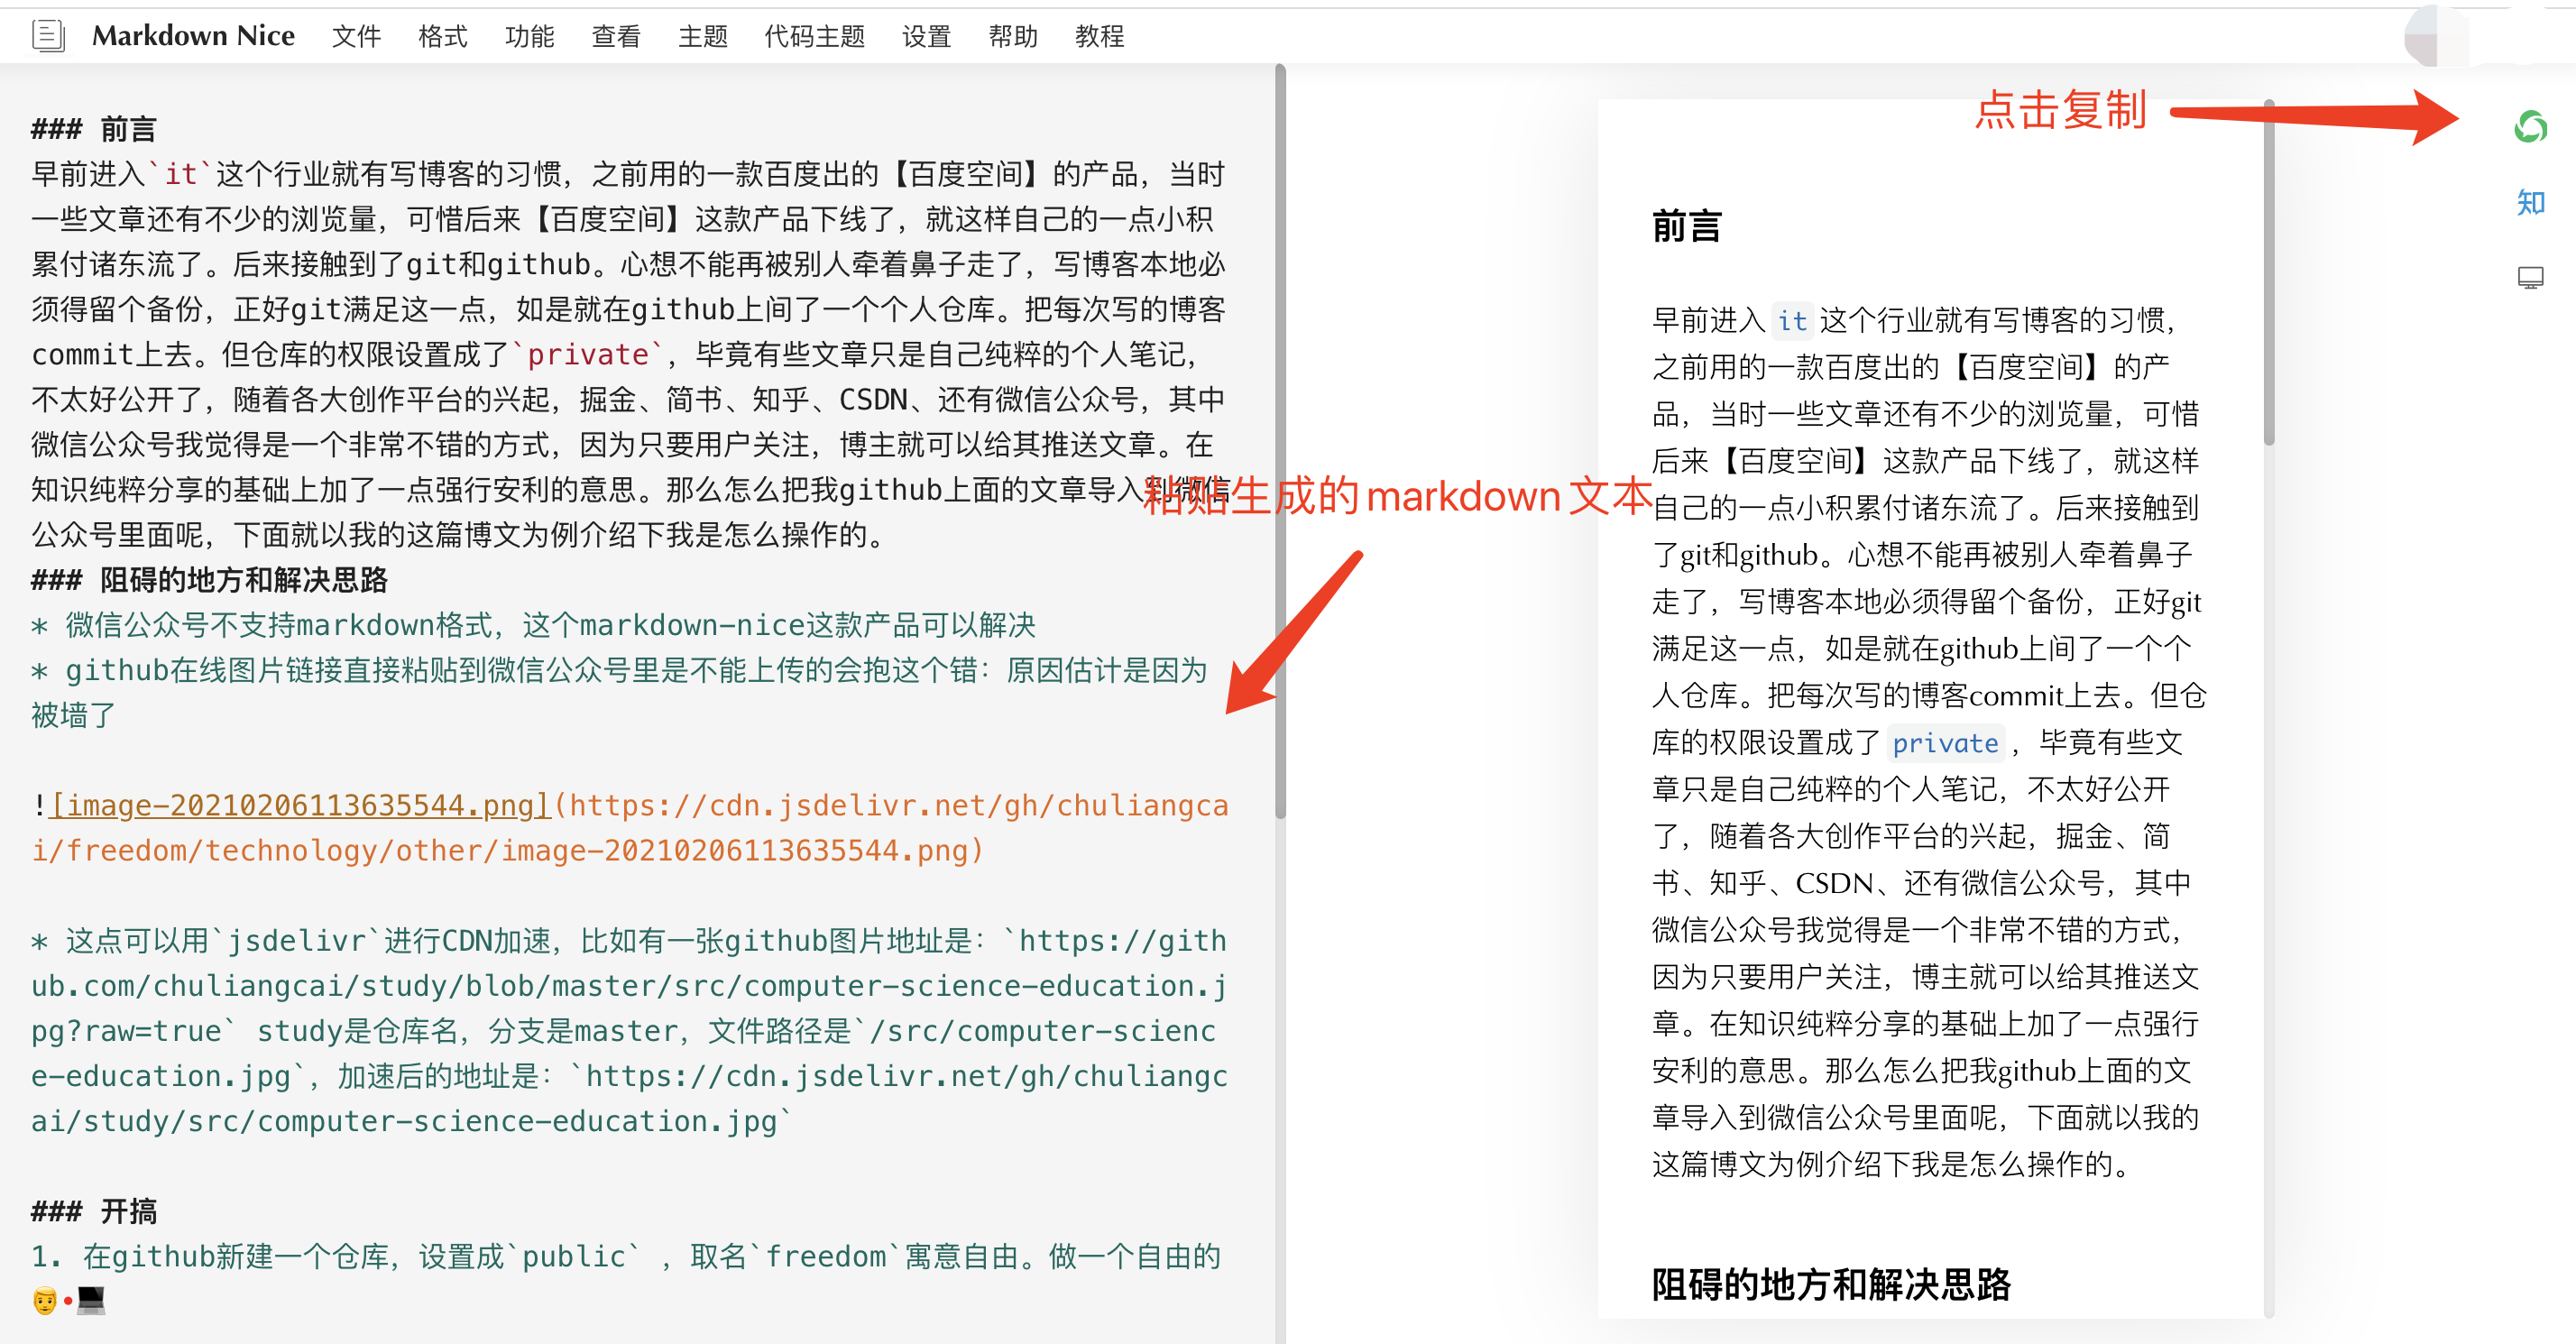 Markdown Nice 文件 格式 功能 查看 主题 代码主题 设置 帮助 教程
### 前言
早前进入`it`这个行业就有写博客的习惯，之前用的一款百度出的【百度空间】的产品，当时
一些文章还有不少的浏览量，可惜后来【百度空间】这款产品下线了，就这样自己的一点小积
累付诸东流了。后来接触到了git和github。心想不能再被别人牵着鼻子走了，写博客本地必
须得留个备份，正好git满足这一点，如是就在github上间了一个个人仓库。把每次写的博客
commit上去。但仓库的权限设置成了`private`，毕竟有些文章只是自己纯粹的个人笔记，
不太好公开了，随着各大创作平台的兴起，掘金、简书、知乎、CSDN、还有微信公众号，其中
微信公众号我觉得是一个非常不错的方式，因为只要用户关注，博主就可以给其推送文章。在
知识纯粹分享的基础上加了一点强行安利的意思。那么怎么把我github上面的文章导入到微信
公众号里面呢，下面就以我的这篇博文为例介绍下我是怎么操作的。
### 阻碍的地方和解决思路
* 微信公众号不支持markdown格式，这个markdown-nice这款产品可以解决
* github在线图片链接直接粘贴到微信公众号里是不能上传的会抱这个错：原因估计是因为
被墙了
![image-20210206113635544.png](https://cdn.jsdelivr.net/gh/chuliangca
i/freedom/technology/other/image-20210206113635544.png)
* 这点可以用`jsdelivr`进行CDN加速，比如有一张github图片地址是：`https://gith
ub.com/chuliangcai/study/blob/master/src/computer-science-education.j
pg?raw=true` study是仓库名，分支是master，文件路径是`/src/computer-scienc
e-education.jpg`，加速后的地址是：`https://cdn.jsdelivr.net/gh/chuliangc
ai/study/src/computer-science-education.jpg`
### 开搞
1. 在github新建一个仓库，设置成`public` ，取名`freedom`寓意自由。做一个自由的
👨•💻
粘贴生成的markdown文本
点击复制
知
前言
早前进入 it 这个行业就有写博客的习惯，
之前用的一款百度出的【百度空间】的产
品，当时一些文章还有不少的浏览量，可惜
后来【百度空间】这款产品下线了，就这样
自己的一点小积累付诸东流了。后来接触到
了git和github。心想不能再被别人牵着鼻子
走了，写博客本地必须得留个备份，正好git
满足这一点，如是就在github上间了一个个
人仓库。把每次写的博客commit上去。但仓
库的权限设置成了 private ，毕竟有些文
章只是自己纯粹的个人笔记，不太好公开
了，随着各大创作平台的兴起，掘金、简
书、知乎、CSDN、还有微信公众号，其中
微信公众号我觉得是一个非常不错的方式，
因为只要用户关注，博主就可以给其推送文
章。在知识纯粹分享的基础上加了一点强行
安利的意思。那么怎么把我github上面的文
章导入到微信公众号里面呢，下面就以我的
这篇博文为例介绍下我是怎么操作的。
阻碍的地方和解决思路